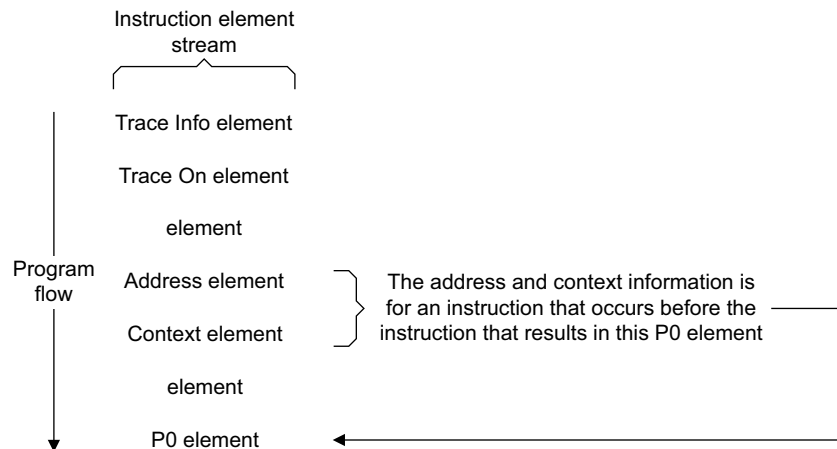 Instruction element
stream
Trace Info element
Trace On element
element
Program
flow
Address element
Context element
The address and context information is
for an instruction that occurs before the
instruction that results in this P0 element
element
P0 element